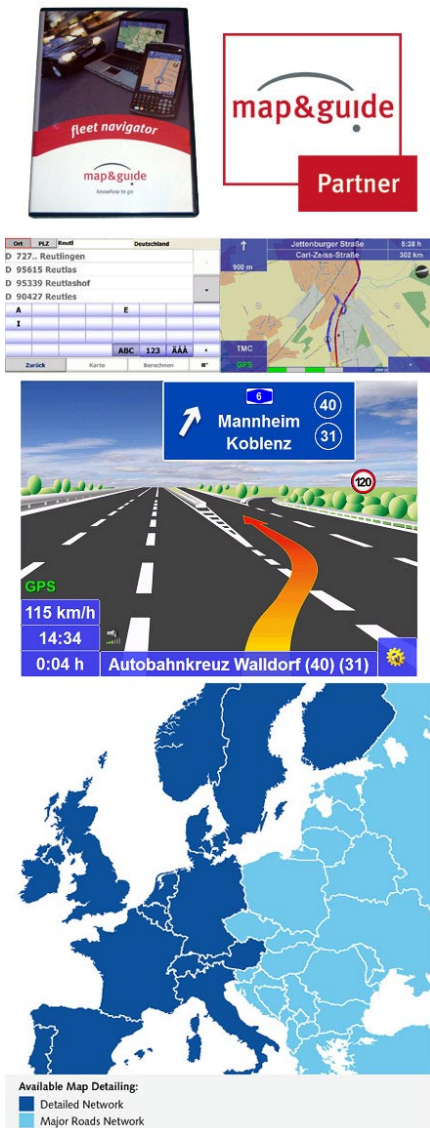 fleet navigator
map&guide
knowhow to go
map&guide
Partner
Ort PLZ Reutl Deutschland
D 727.. Reutlingen
D 95615 Reutlas
D 95339 Reutlashof
D 90427 Reutles
A E
I
ABC 123 ÄÀÂ
Zurück Karte Berechnen
Jettenburger Straße 5:38 h
Carl-Zeiss-Straße 302 km
900 m
TMC
GPS
6
Mannheim 40
Koblenz 31
120
GPS
115 km/h
14:34
0:04 h Autobahnkreuz Walldorf (40) (31)
Available Map Detailing:
Detailed Network
Major Roads Network